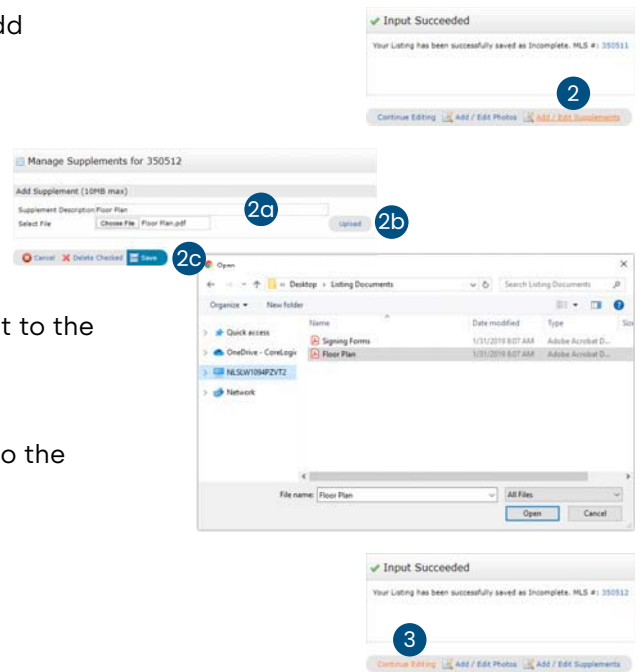 dd
✔ Input Succeeded
Your Listing has been successfully saved as Incomplete. MLS #: 350511
2
Continue Editing Add / Edit Photos Add / Edit Supplements
Manage Supplements for 350512
Add Supplement (10MB max)
Supplement Description Floor Plan
2a
Select File Choose File Floor Plan.pdf Upload
2b
Cancel Delete Checked Save
2c
Open
« Desktop › Listing Documents Search Listing Documents
Organize New folder
Name Date modified Type Size
Quick access
Signing Forms 1/31/2019 8:07 AM Adobe Acrobat D...
OneDrive - CoreLogic
Floor Plan 1/31/2019 8:07 AM Adobe Acrobat D...
NLSLW1094PZVT2
Network
File name: Floor Plan All Files
Open Cancel
t to the
o the
✔ Input Succeeded
Your Listing has been successfully saved as Incomplete. MLS #: 350512
3
Continue Editing Add / Edit Photos Add / Edit Supplements